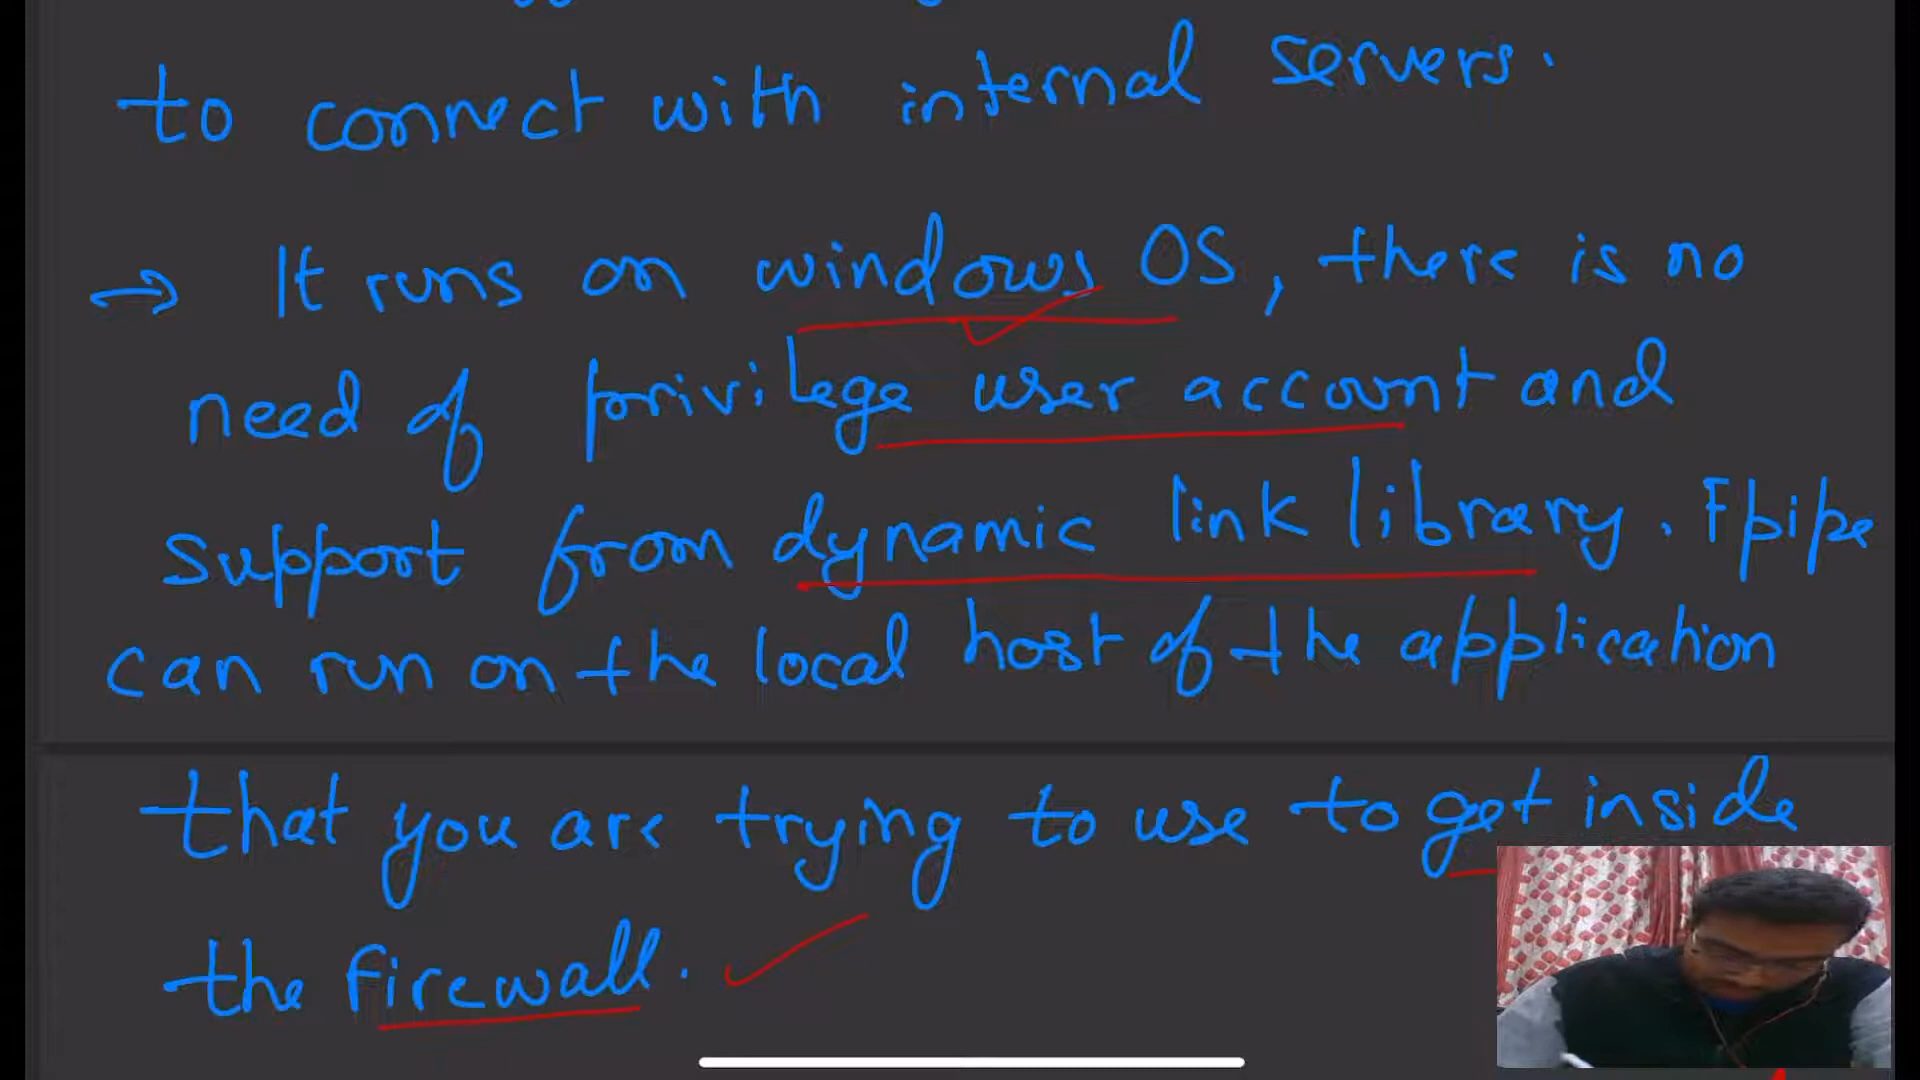 to connect with internal servers.
→ It runs on windows OS, there is no
need of privilege user account and
support from dynamic link library. Fpipe
can run on the local host of the application
that you are trying to use to get inside
the firewall.